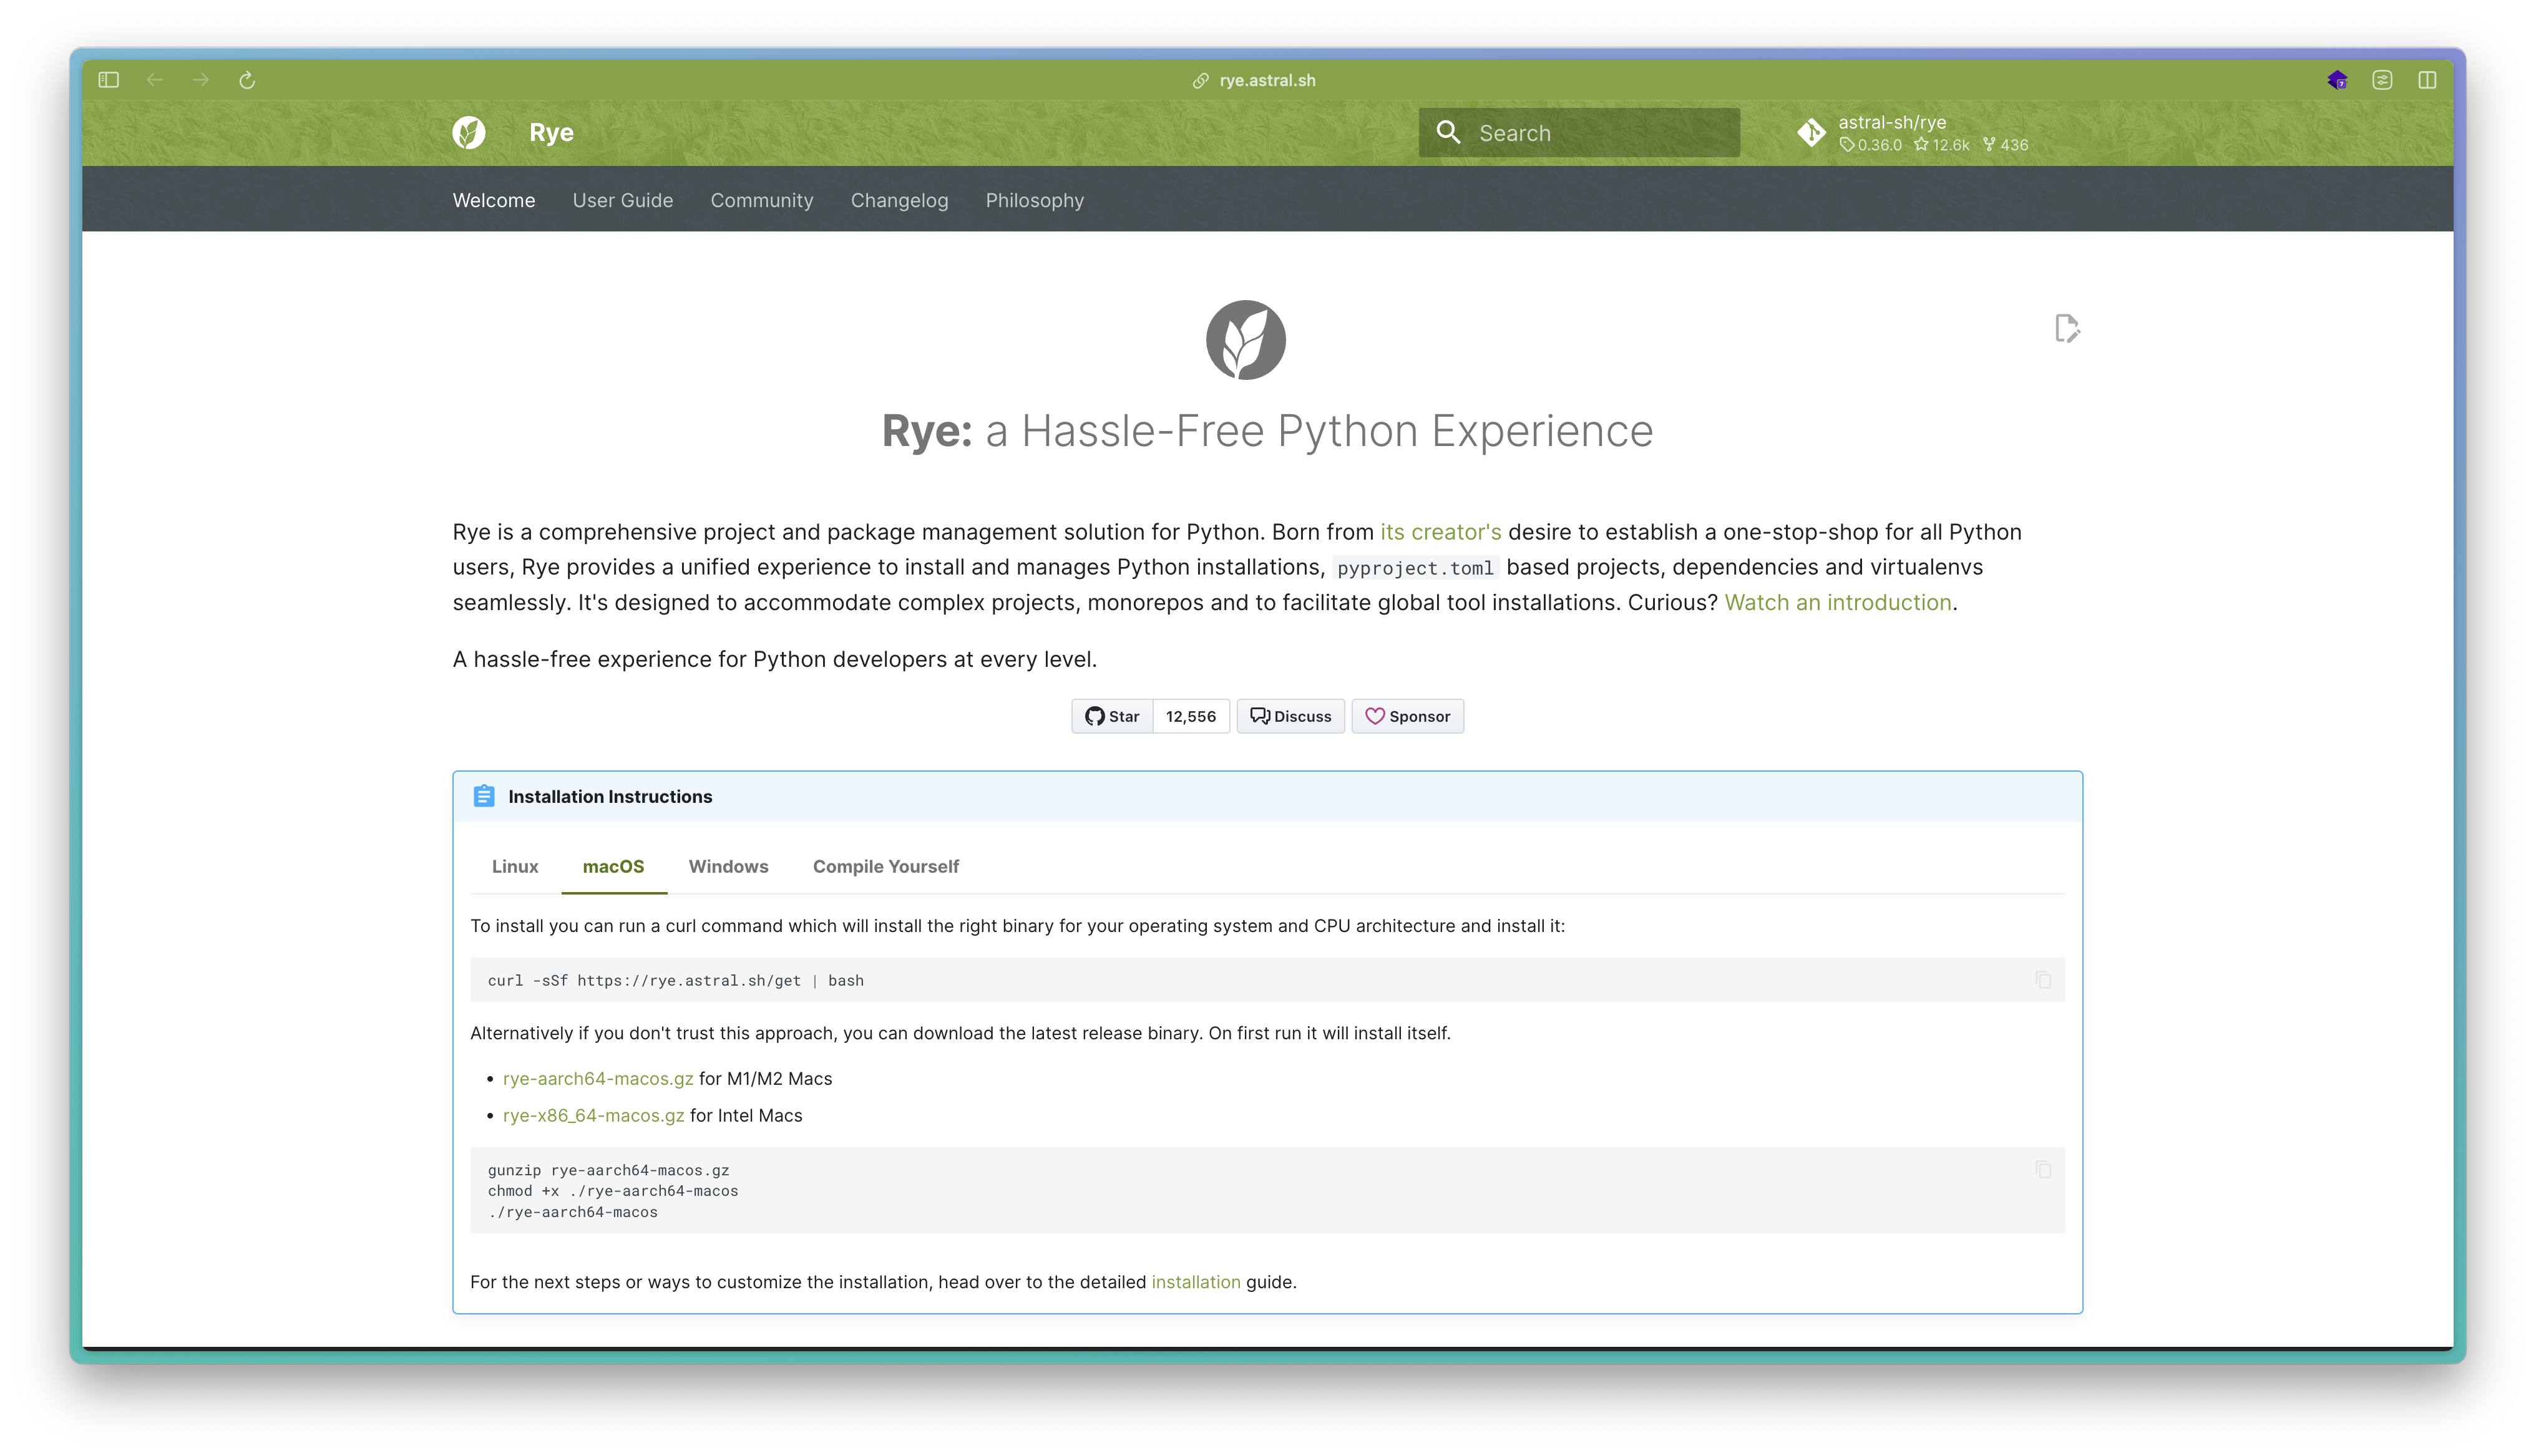 rye.astral.sh
Rye
Search
astral-sh/rye
0.36.0 12.6k 436
Welcome User Guide Community Changelog Philosophy
Rye: a Hassle-Free Python Experience
Rye is a comprehensive project and package management solution for Python. Born from its creator's desire to establish a one-stop-shop for all Python
users, Rye provides a unified experience to install and manages Python installations, pyproject.toml based projects, dependencies and virtualenvs
seamlessly. It's designed to accommodate complex projects, monorepos and to facilitate global tool installations. Curious? Watch an introduction.
A hassle-free experience for Python developers at every level.
Star 12,556 Discuss Sponsor
Installation Instructions
Linux macOS Windows Compile Yourself
To install you can run a curl command which will install the right binary for your operating system and CPU architecture and install it:
curl -sSf https://rye.astral.sh/get | bash
Alternatively if you don't trust this approach, you can download the latest release binary. On first run it will install itself.
• rye-aarch64-macos.gz for M1/M2 Macs
• rye-x86_64-macos.gz for Intel Macs
gunzip rye-aarch64-macos.gz
chmod +x ./rye-aarch64-macos
./rye-aarch64-macos
For the next steps or ways to customize the installation, head over to the detailed installation guide.